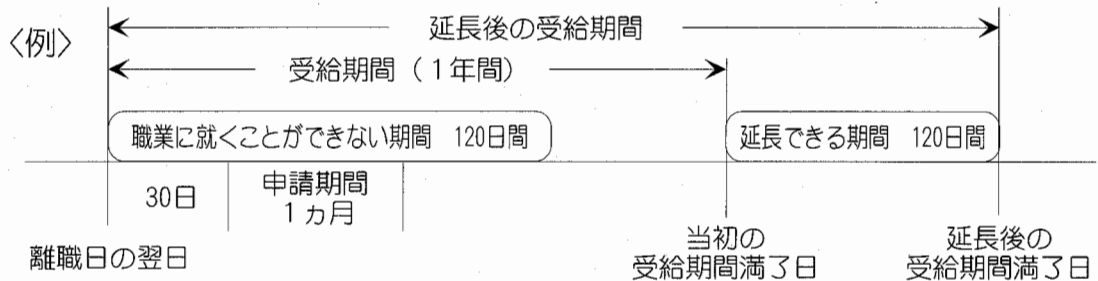 〈例〉
延長後の受給期間
受給期間（1年間）
職業に就くことができない期間　120日間
延長できる期間　120日間
30日
申請期間
1ヵ月
離職日の翌日
当初の
受給期間満了日
延長後の
受給期間満了日